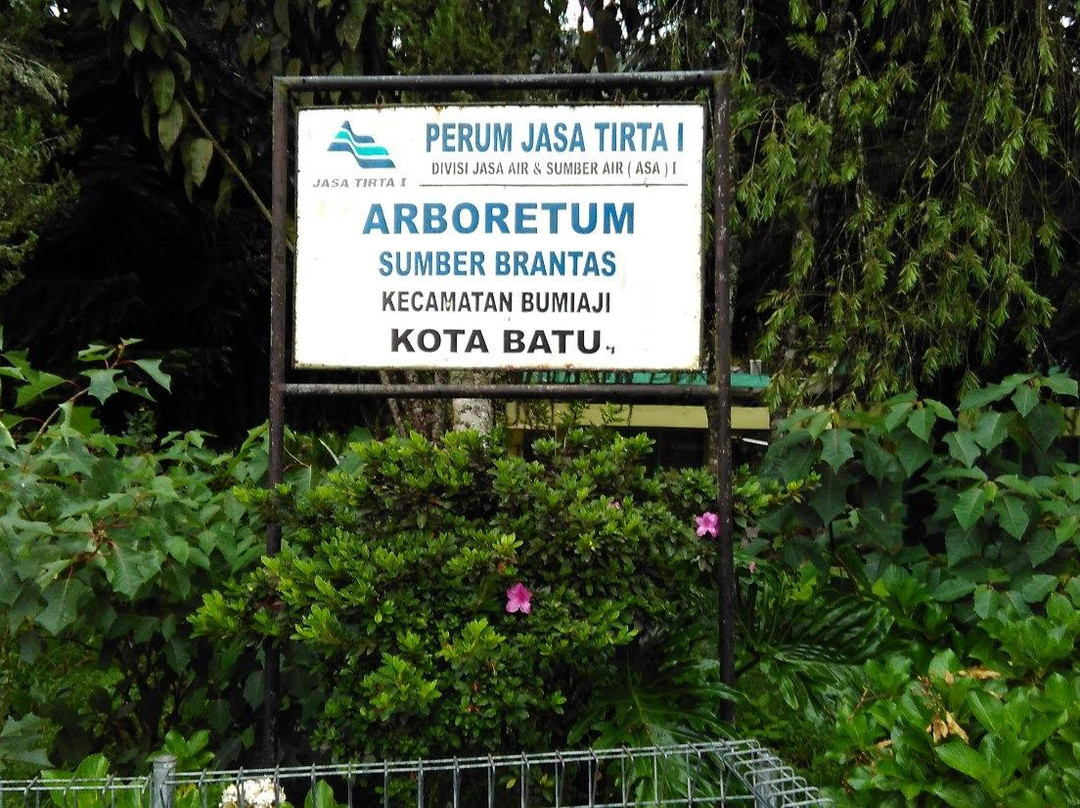 PERUM JASA TIRTA I
DIVISI JASA AIR & SUMBER AIR ( ASA ) I
JASA TIRTA I
ARBORETUM
SUMBER BRANTAS
KECAMATAN BUMIAJI
KOTA BATU